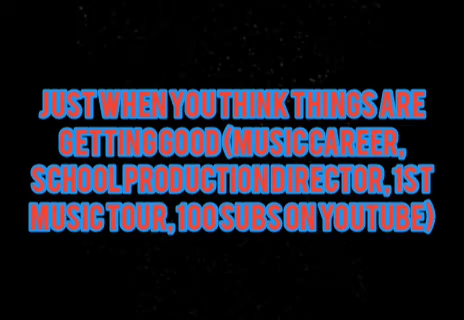 JUST WHEN YOU THINK THINGS ARE
GETTING GOOD (MUSIC CAREER,
SCHOOL PRODUCTION DIRECTOR, 1ST
MUSIC TOUR, 100 SUBS ON YOUTUBE)